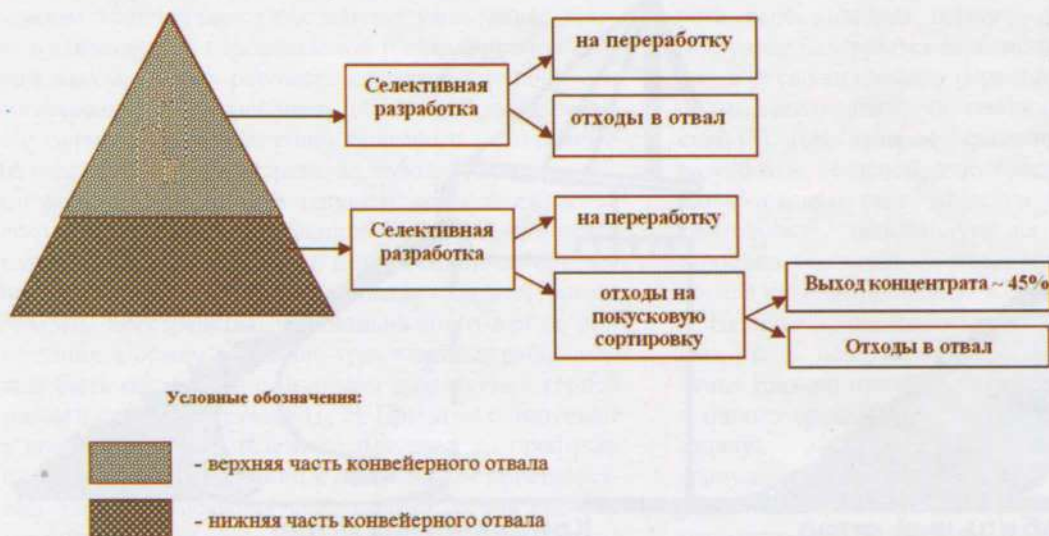 на переработку
Селективная
разработка
отходы в отвал
на переработку
Селективная
разработка
отходы на
покусковую
сортировку
Выход концентрата ~ 45%
Отходы в отвал
Условные обозначения:
- верхняя часть конвейерного отвала
- нижняя часть конвейерного отвала